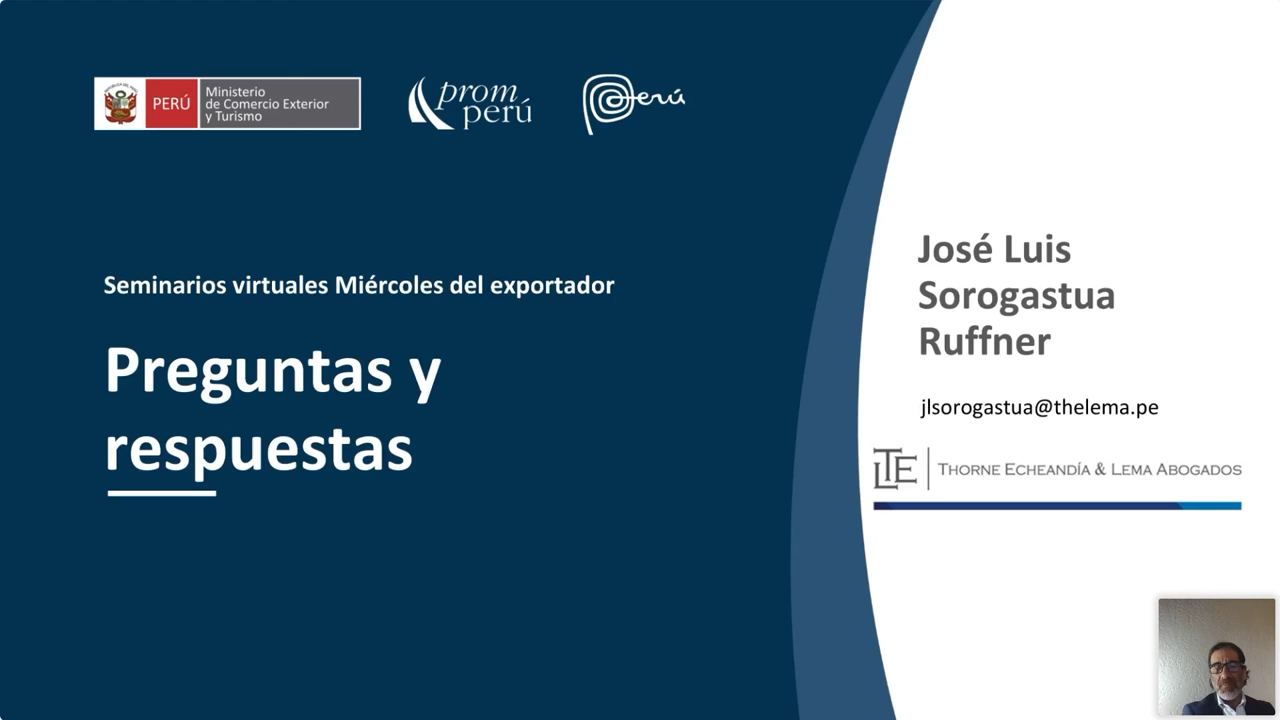 PERÚ
Ministerio
de Comercio Exterior
y Turismo
prom
perú
Perú
Seminarios virtuales Miércoles del exportador
Preguntas y
respuestas
José Luis
Sorogastua
Ruffner
jlsorogastua@thelema.pe
LTE
THORNE ECHEANDÍA & LEMA ABOGADOS